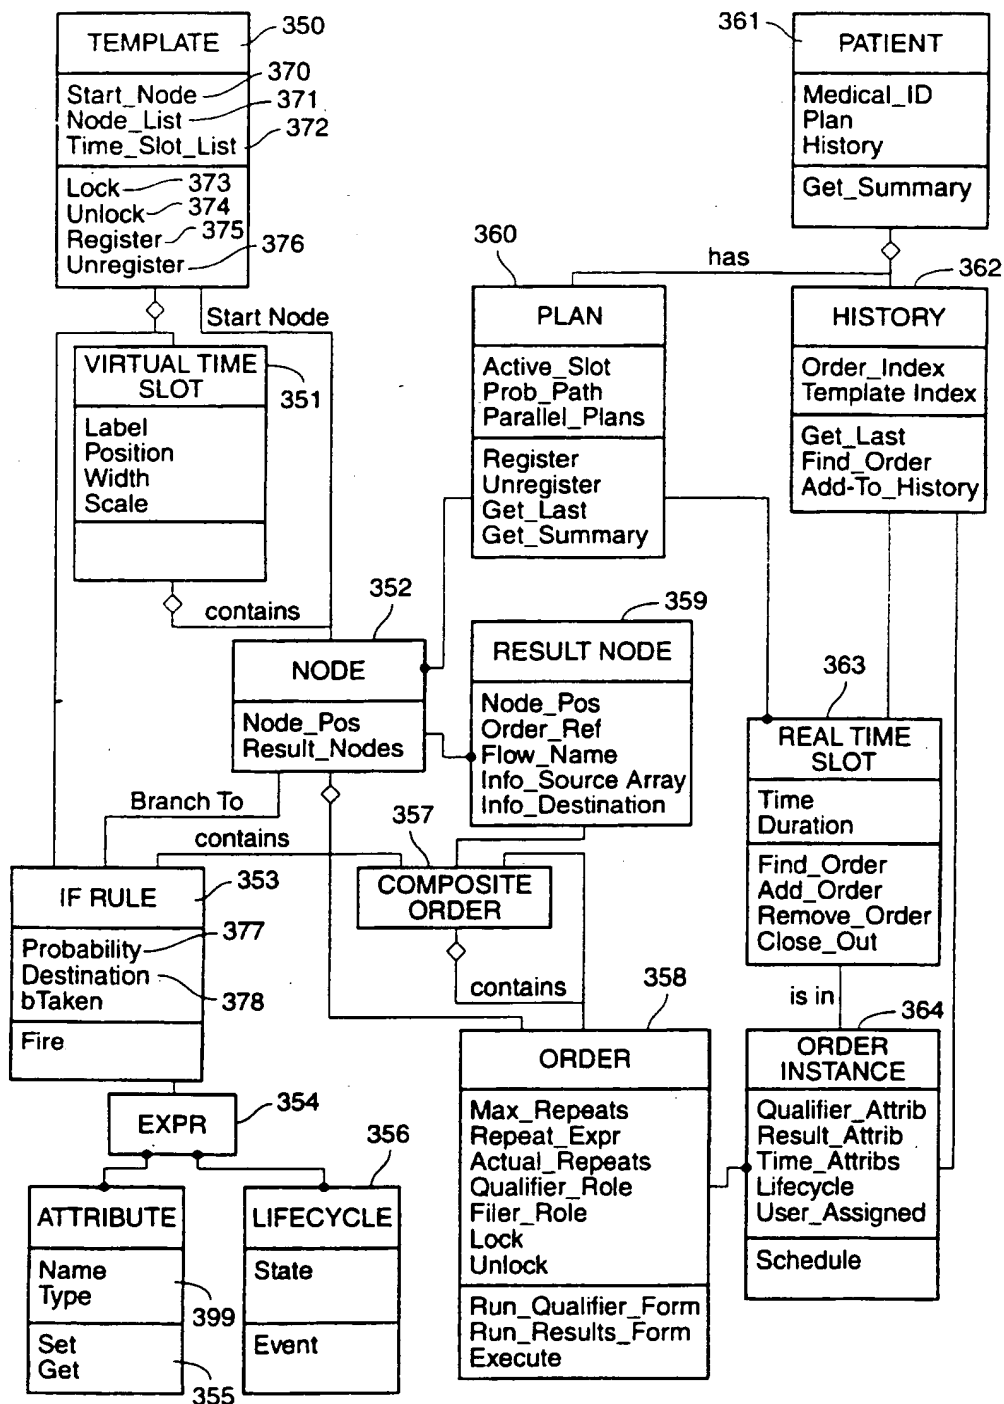 TEMPLATE
350
Start_Node
370
Node_List
371
Time_Slot_List
372
Lock
373
Unlock
374
Register
375
Unregister
376
361
PATIENT
Medical_ID
Plan
History
Get_Summary
360
has
362
Start Node
PLAN
Active_Slot
Prob_Path
Parallel_Plans
Register
Unregister
Get_Last
Get_Summary
HISTORY
Order_Index
Template Index
Get_Last
Find_Order
Add-To_History
VIRTUAL TIME
SLOT
351
Label
Position
Width
Scale
contains
352
NODE
Node_Pos
Result_Nodes
359
RESULT NODE
Node_Pos
Order_Ref
Flow_Name
Info_Source Array
Info_Destination
363
REAL TIME
SLOT
Time
Duration
Find_Order
Add_Order
Remove_Order
Close_Out
Branch To
contains
357
COMPOSITE
ORDER
contains
353
IF RULE
Probability
377
Destination
bTaken
378
Fire
is in
358
364
ORDER
Max_Repeats
Repeat_Expr
Actual_Repeats
Qualifier_Role
Filer_Role
Lock
Unlock
Run_Qualifier_Form
Run_Results_Form
Execute
ORDER
INSTANCE
Qualifier_Attrib
Result_Attrib
Time_Attribs
Lifecycle
User_Assigned
Schedule
EXPR
354
356
ATTRIBUTE
Name
Type
399
Set
Get
355
LIFECYCLE
State
Event